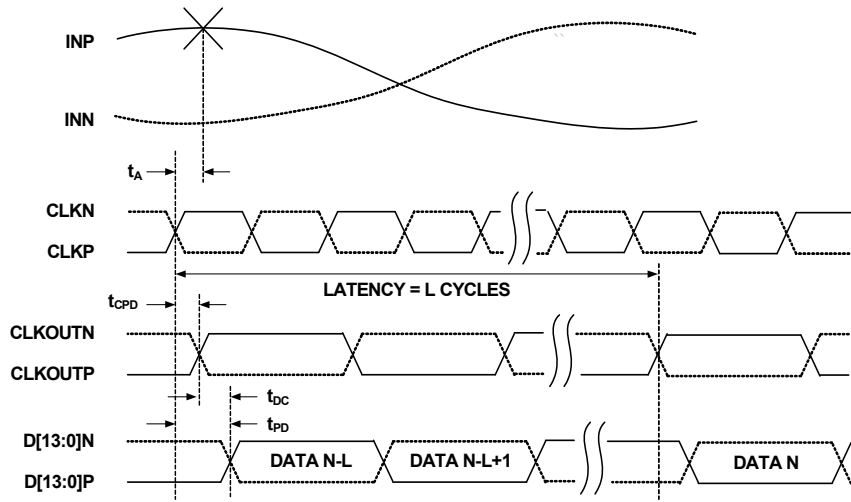 INP
INN
tA
CLKN
CLKP
LATENCY = L CYCLES
tCPD
CLKOUTN
CLKOUTP
tDC
tPD
D[13:0]N
DATA N-L
DATA N-L+1
DATA N
D[13:0]P